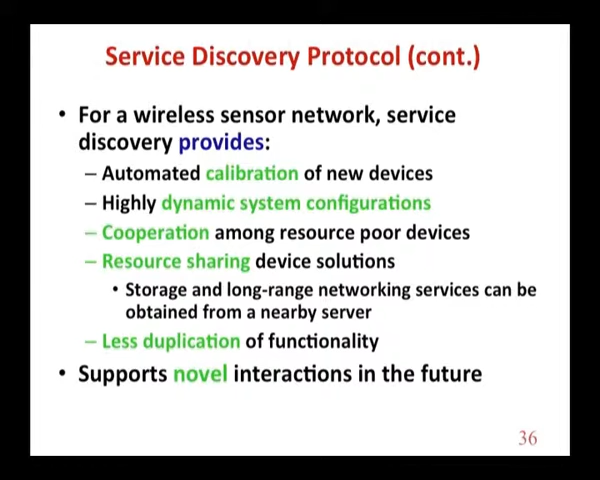 Service Discovery Protocol (cont.)
• For a wireless sensor network, service
discovery provides:
– Automated calibration of new devices
– Highly dynamic system configurations
– Cooperation among resource poor devices
– Resource sharing device solutions
• Storage and long-range networking services can be
obtained from a nearby server
– Less duplication of functionality
• Supports novel interactions in the future
36